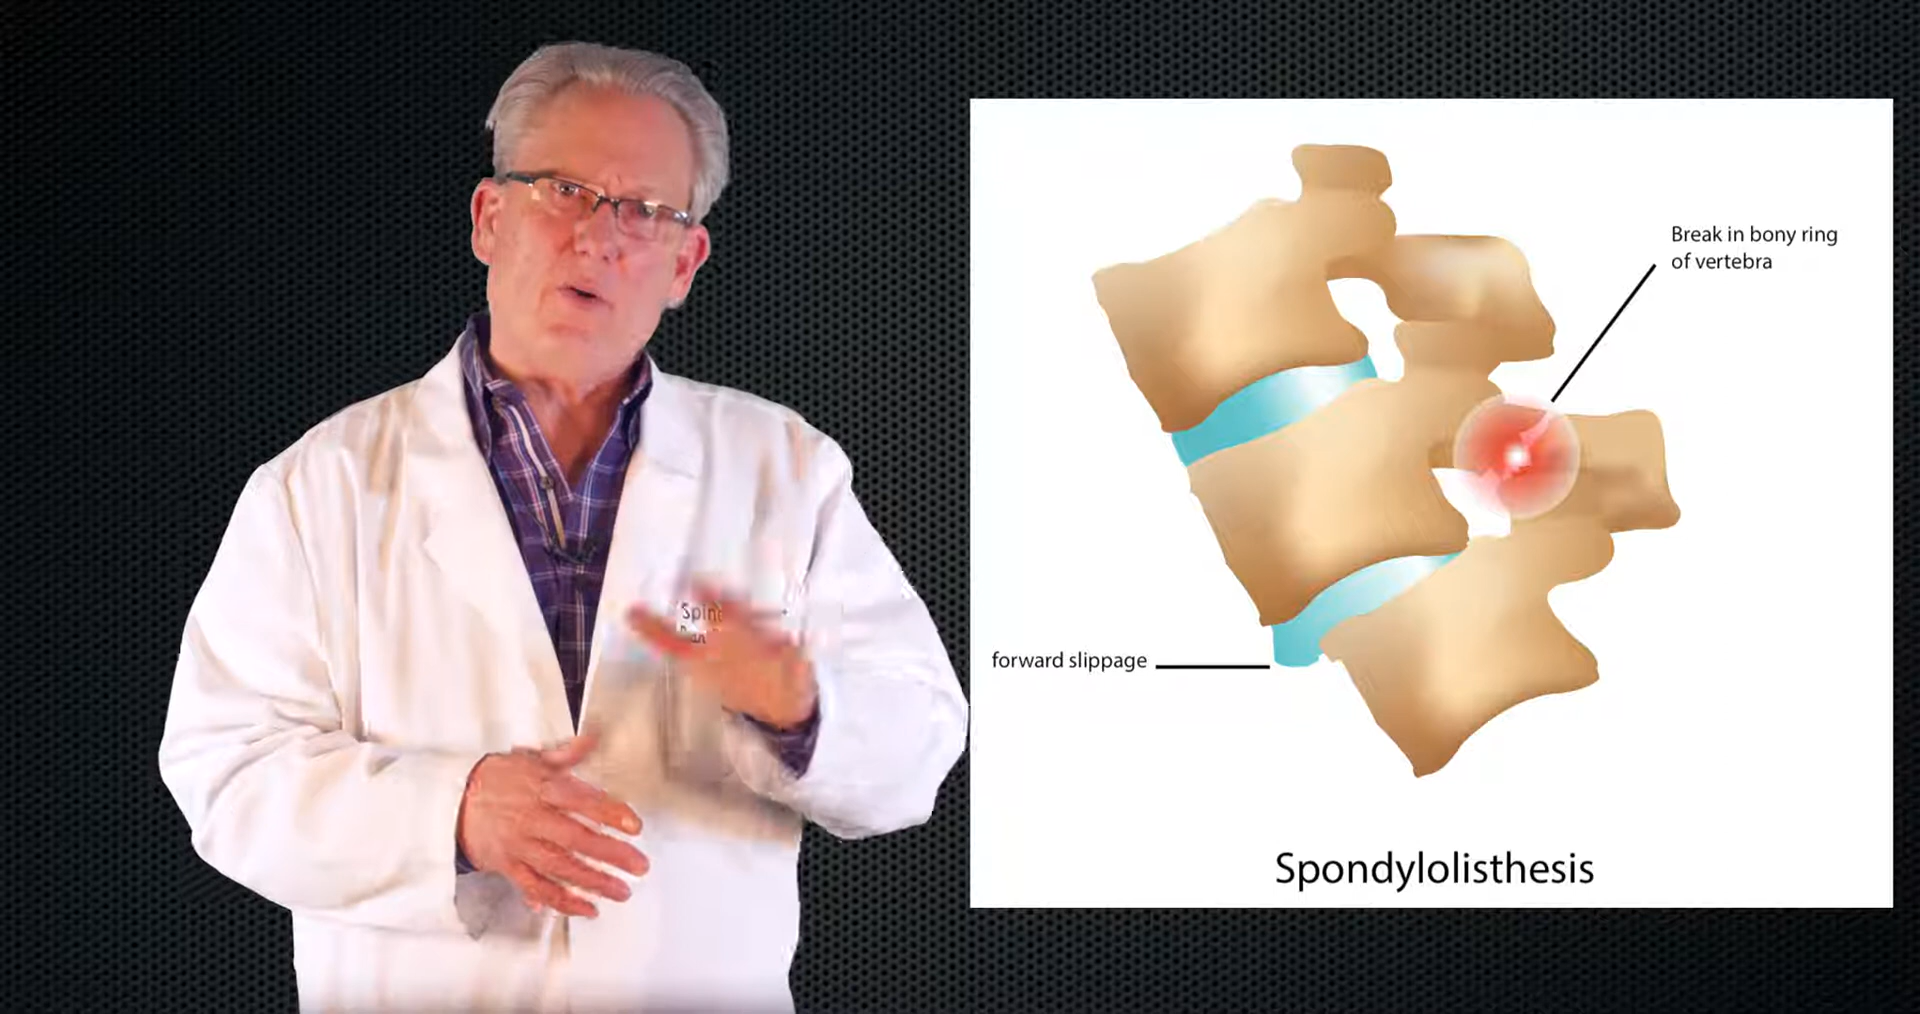 Break in bony ring
of vertebra
forward slippage
Spondylolisthesis